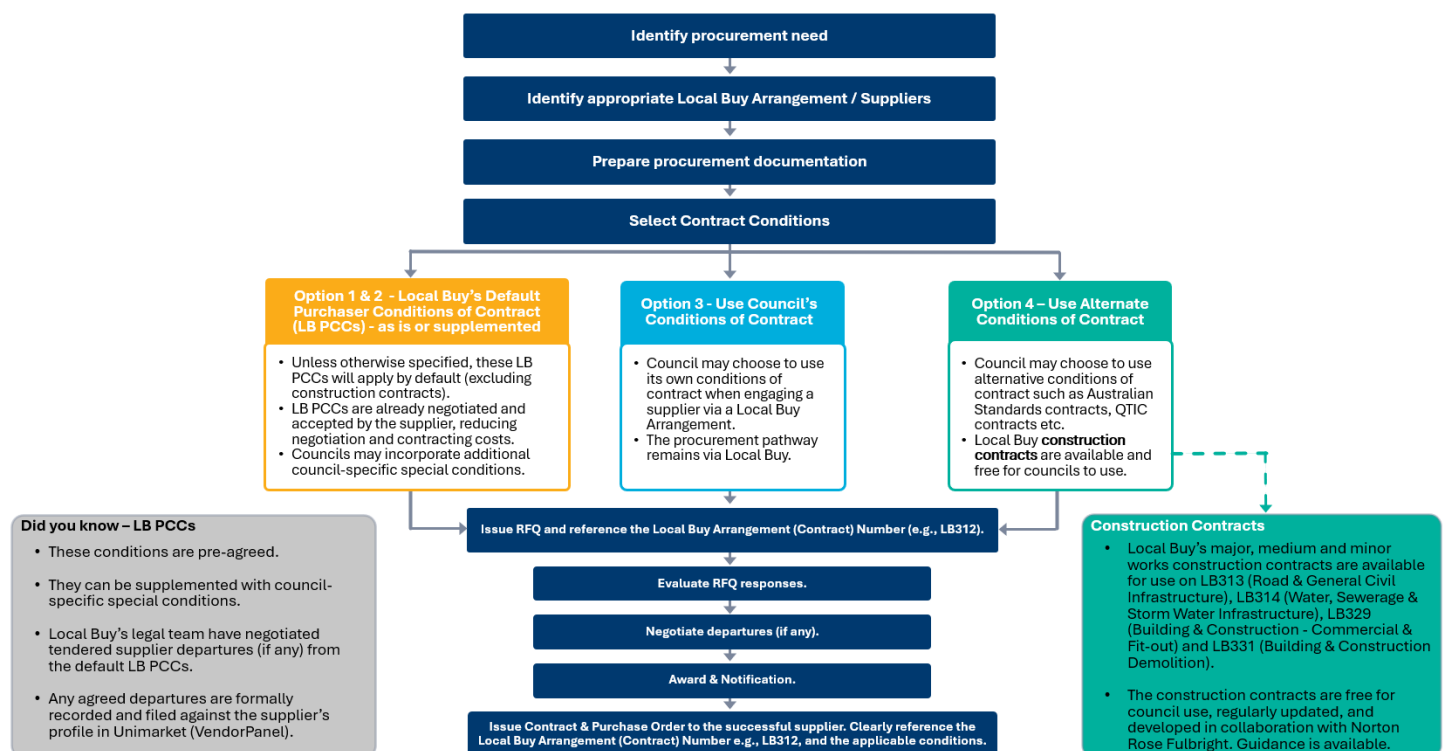 Identify procurement need
Identify appropriate Local Buy Arrangement / Suppliers
Prepare procurement documentation
Select Contract Conditions
Option 1 & 2  - Local Buy's Default
Purchaser Conditions of Contract
(LB PCCs) - as is or supplemented
• Unless otherwise specified, these LB
PCCs will apply by default (excluding
construction contracts).
• LB PCCs are already negotiated and
accepted by the supplier, reducing
negotiation and contracting costs.
• Councils may incorporate additional
council-specific special conditions.
Option 3 - Use Council's
Conditions of Contract
• Council may choose to use
its own conditions of
contract when engaging a
supplier via a Local Buy
Arrangement.
• The procurement pathway
remains via Local Buy.
Option 4 – Use Alternate
Conditions of Contract
• Council may choose to use
alternative conditions of
contract such as Australian
Standards contracts, QTIC
contracts etc.
• Local Buy construction
contracts are available and
free for councils to use.
Issue RFQ and reference the Local Buy Arrangement (Contract) Number (e.g., LB312).
Evaluate RFQ responses.
Negotiate departures (if any).
Award & Notification.
Issue Contract & Purchase Order to the successful supplier. Clearly reference the
Local Buy Arrangement (Contract) Number e.g., LB312, and the applicable conditions.
Did you know – LB PCCs
• These conditions are pre-agreed.
• They can be supplemented with council-
specific special conditions.
• Local Buy's legal team have negotiated
tendered supplier departures (if any) from
the default LB PCCs.
• Any agreed departures are formally
recorded and filed against the supplier's
profile in Unimarket (VendorPanel).
Construction Contracts
• Local Buy's major, medium and minor
works construction contracts are available
for use on LB313 (Road & General Civil
Infrastructure), LB314 (Water, Sewerage &
Storm Water Infrastructure), LB329
(Building & Construction - Commercial &
Fit-out) and LB331 (Building & Construction
Demolition).
• The construction contracts are free for
council use, regularly updated, and
developed in collaboration with Norton
Rose Fulbright. Guidance is available.